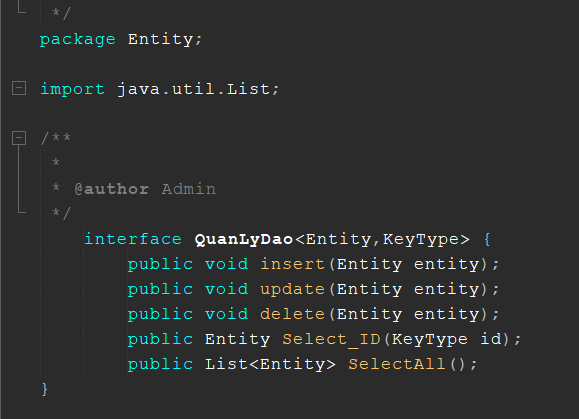 */
package Entity;
import java.util.List;
/**
*
* @author Admin
*/
interface QuanLyDao<Entity,KeyType> {
public void insert(Entity entity);
public void update(Entity entity);
public void delete(Entity entity);
public Entity Select_ID(KeyType id);
public List<Entity> SelectAll();
}